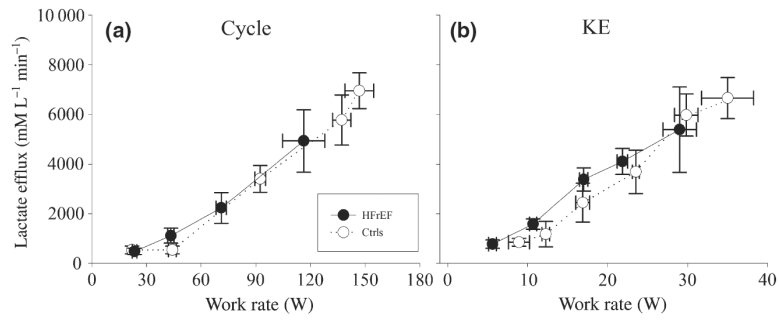 (a) Cycle
(b) KE
Lactate efflux (mM L⁻¹ min⁻¹)
10 000
8000
6000
4000
2000
0
HFrEF
Ctrls
0 30 60 90 120 150 180
0 10 20 30 40
Work rate (W)
Work rate (W)